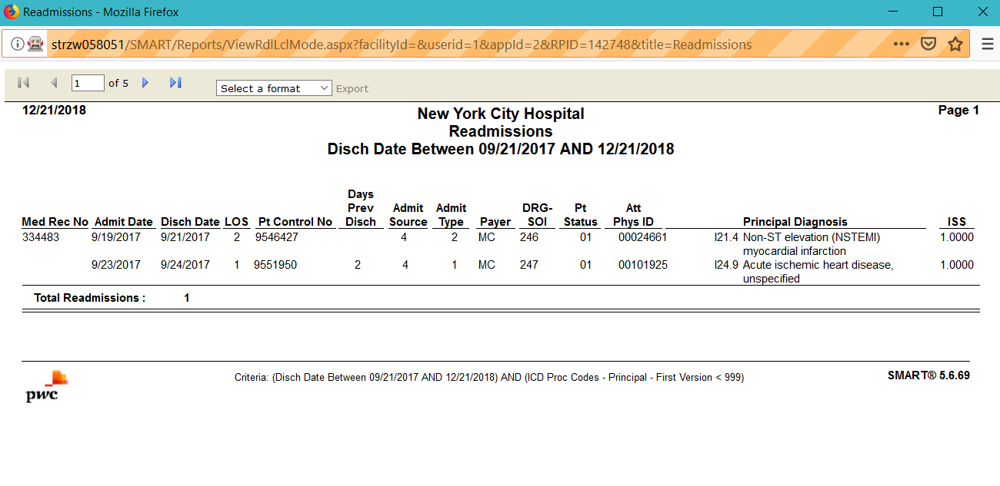 Readmissions - Mozilla Firefox
strzw058051/SMART/Reports/ViewRdlLclMode.aspx?facilityId=&userid=1&appId=2&RPID=142748&title=Readmissions
1 of 5 Select a format Export
12/21/2018 New York City Hospital Page 1
Readmissions
Disch Date Between 09/21/2017 AND 12/21/2018
Days
Prev Admit Admit DRG- Pt Att
Med Rec No Admit Date Disch Date LOS Pt Control No Disch Source Type Payer SOI Status Phys ID Principal Diagnosis ISS
334483 9/19/2017 9/21/2017 2 9546427 4 2 MC 246 01 00024661 I21.4 Non-ST elevation (NSTEMI) 1.0000
myocardial infarction
9/23/2017 9/24/2017 1 9551950 2 4 1 MC 247 01 00101925 I24.9 Acute ischemic heart disease, 1.0000
unspecified
Total Readmissions : 1
Criteria: (Disch Date Between 09/21/2017 AND 12/21/2018) AND (ICD Proc Codes - Principal - First Version < 999) SMART® 5.6.69
pwc